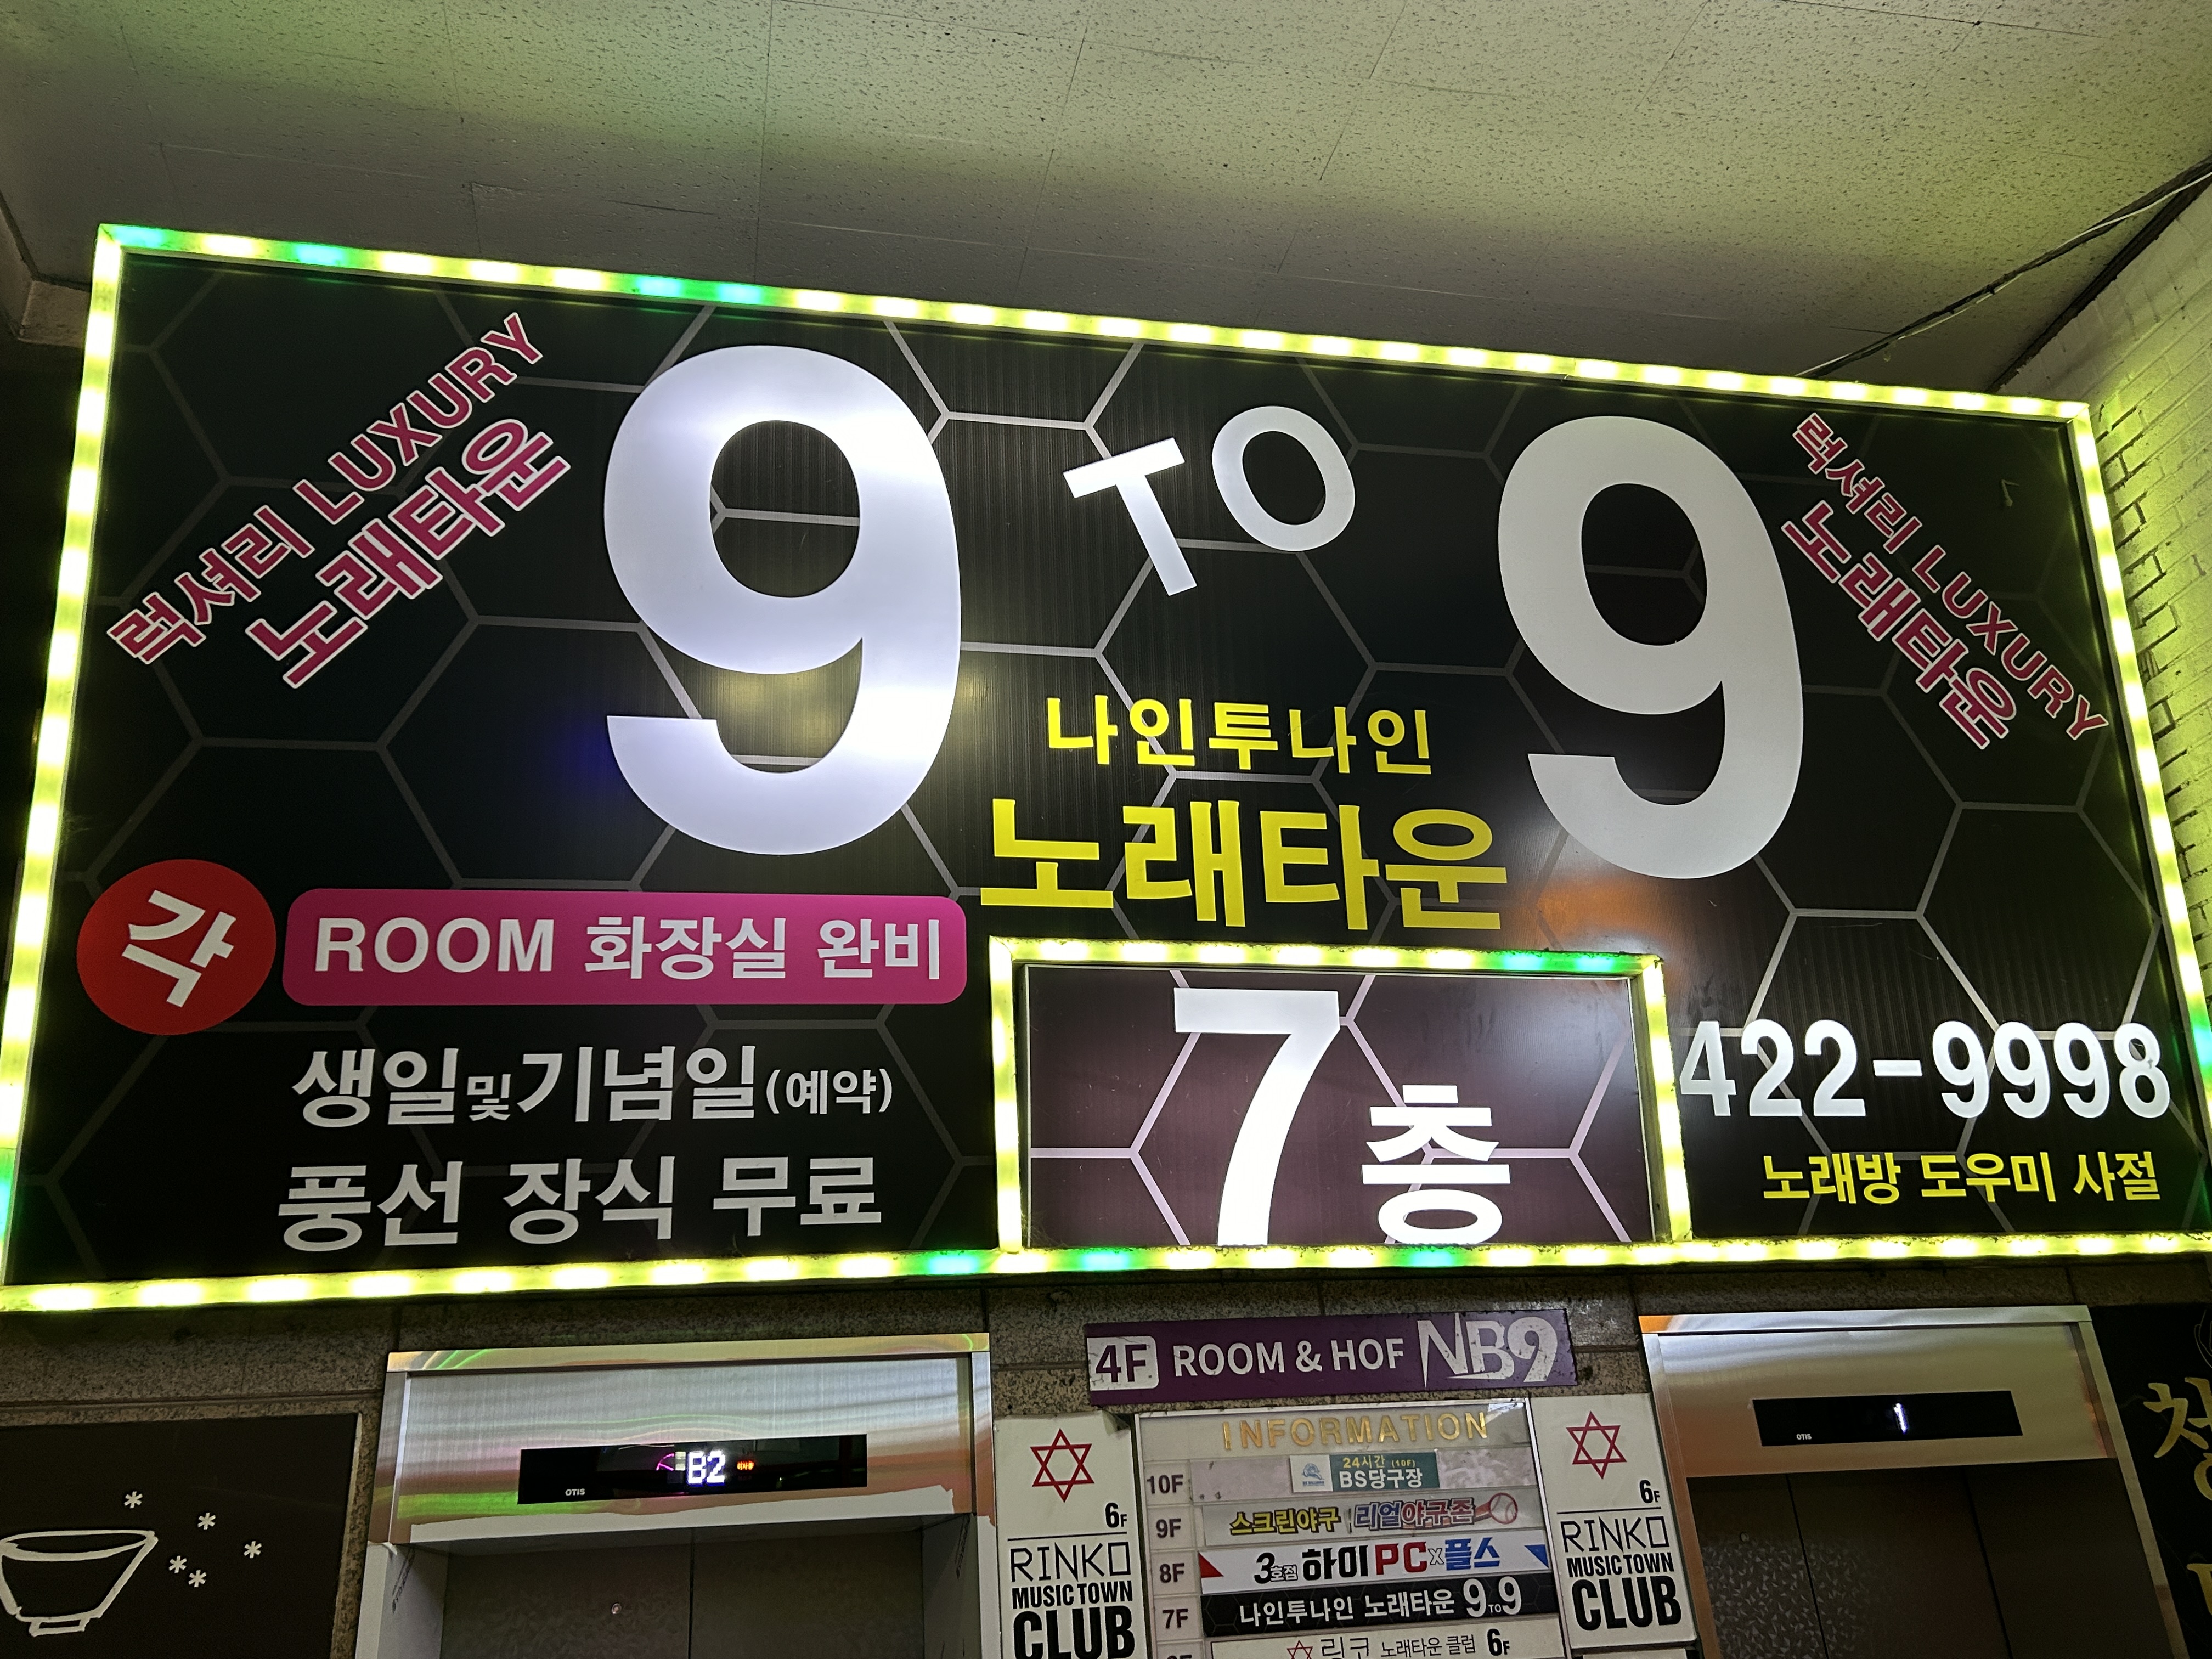 럭셔리 LUXURY
노래타운
9 TO 9
럭셔리 LUXURY
노래타운
나인투나인
노래타운
각 ROOM 화장실 완비
생일및기념일(예약)
풍선 장식 무료
7층
422-9998
노래방 도우미 사절
4F ROOM & HOF NB9
INFORMATION
10F 24시간 (10F)
BS당구장
9F 스크린야구 리얼야구존
8F 3호점 하이PCx플스
7F 나인투나인 노래타운 9TO9
링코 노래타운 클럽 6F
6F
RINKO
MUSIC TOWN
CLUB
6F
RINKO
MUSIC TOWN
CLUB
OTIS
B2
OTIS
1